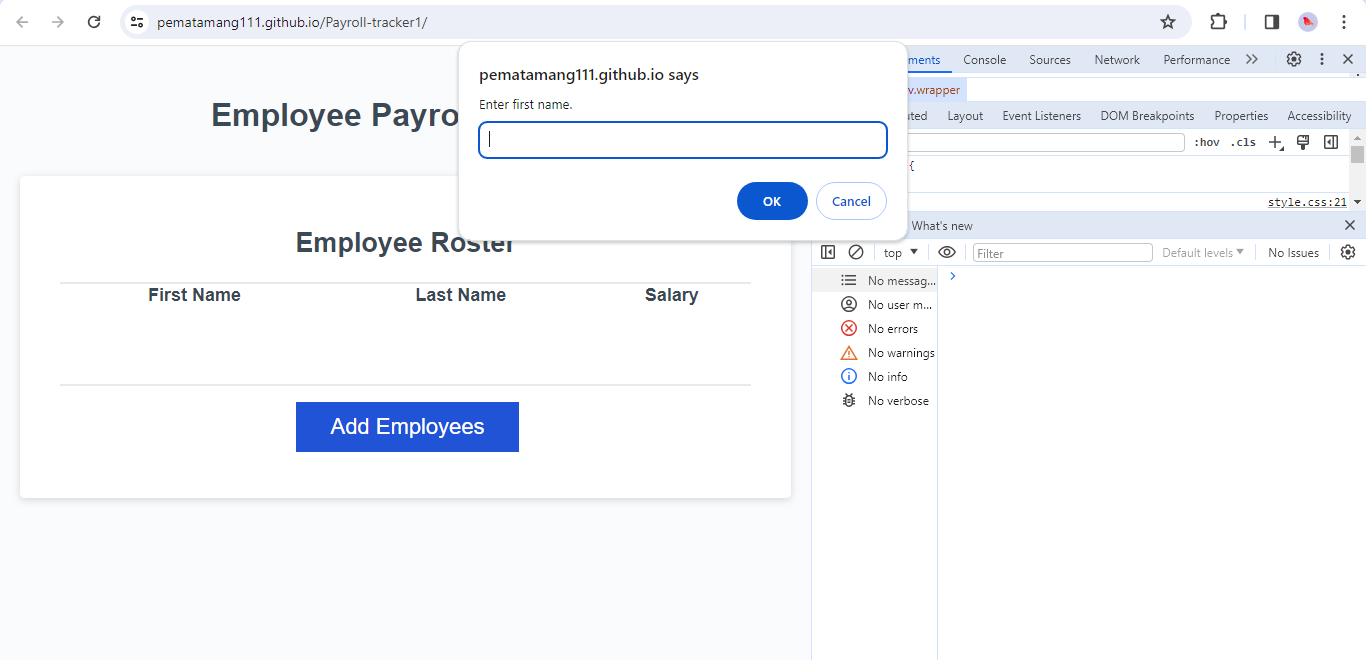 pematamang111.github.io/Payroll-tracker1/
pematamang111.github.io says
Enter first name.
OK Cancel
Employee Payro
Employee Roster
First Name Last Name Salary
Add Employees
ments Console Sources Network Performance
v.wrapper
uted Layout Event Listeners DOM Breakpoints Properties Accessibility
:hov .cls
{
style.css:21
What's new
top Filter Default levels No Issues
No messag...
No user m...
No errors
No warnings
No info
No verbose